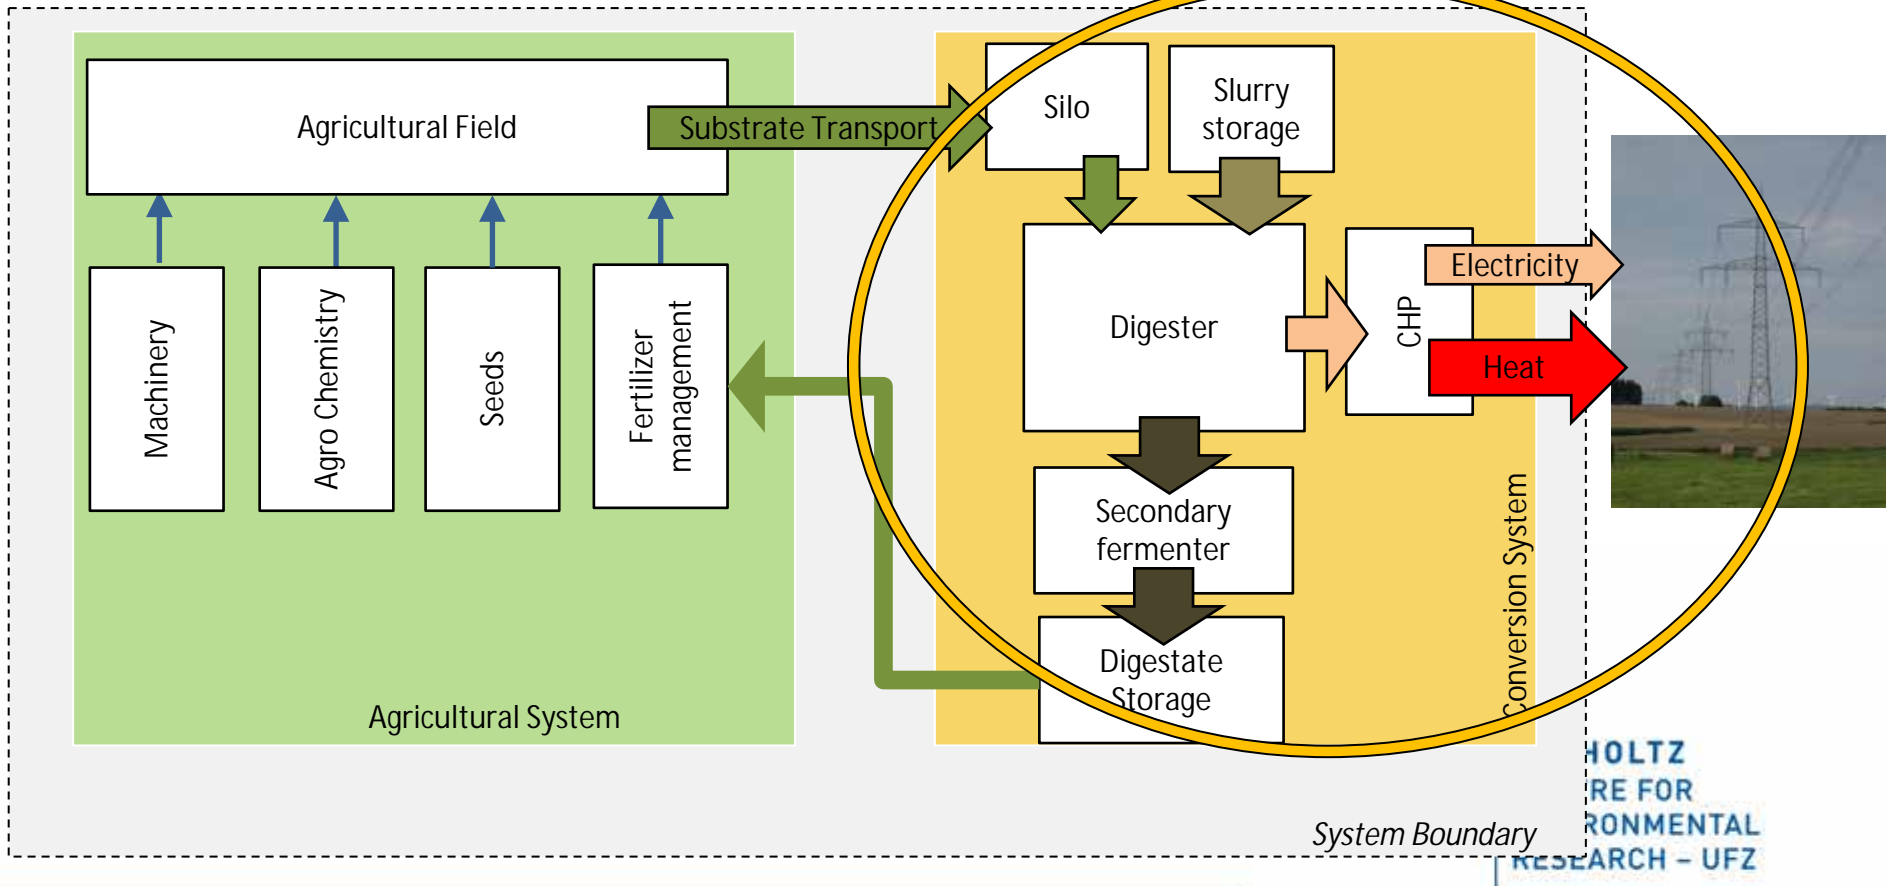 Agricultural Field
Substrate Transport
Machinery
Agro Chemistry
Seeds
Fertilizer
management
Agricultural System
Silo
Slurry
storage
Digester
CHP
Electricity
Heat
Secondary
fermenter
Digestate
Storage
Conversion System
System Boundary
HOLTZ
RE FOR
RONMENTAL
RESEARCH – UFZ